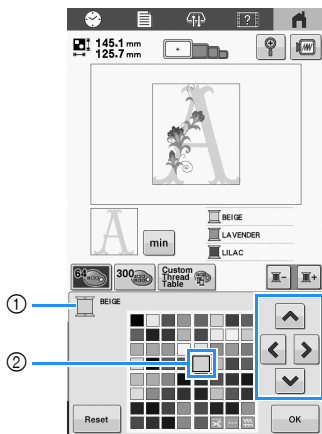 ?
145.1 mm
125.7 mm
A
BEIGE
A
min
LAVENDER
LILAC
64
300
Custom
Thread
Table
- +
① BEIGE
②
Reset
OK